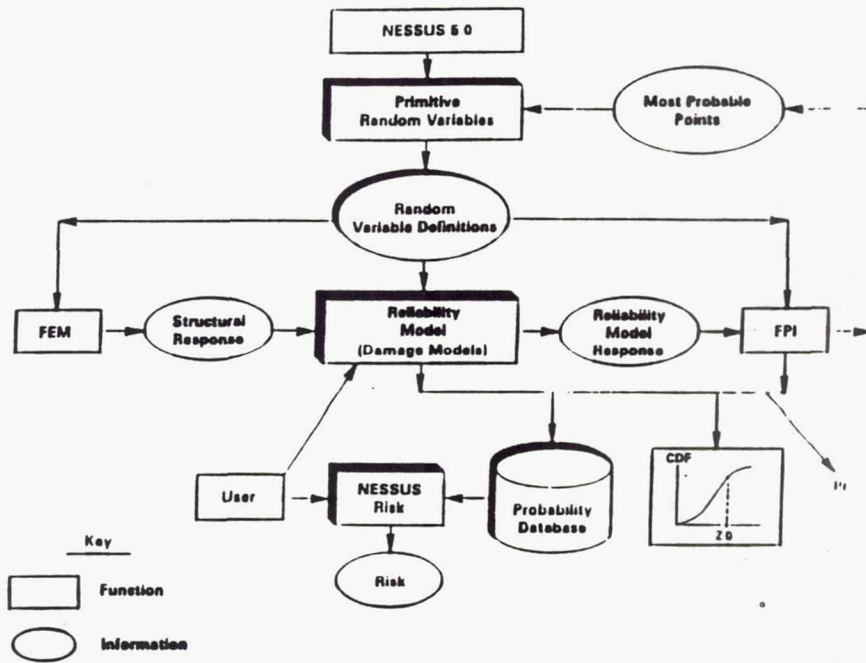 NESSUS 5 0
Primitive
Random Variables
Most Probable
Points
Random
Variable Definitions
FEM
Structural
Response
Reliability
Model
(Damage Models)
Reliability
Model
Response
FPI
User
NESSUS
Risk
Probability
Database
CDF
Z 0
Risk
Key
Function
Information